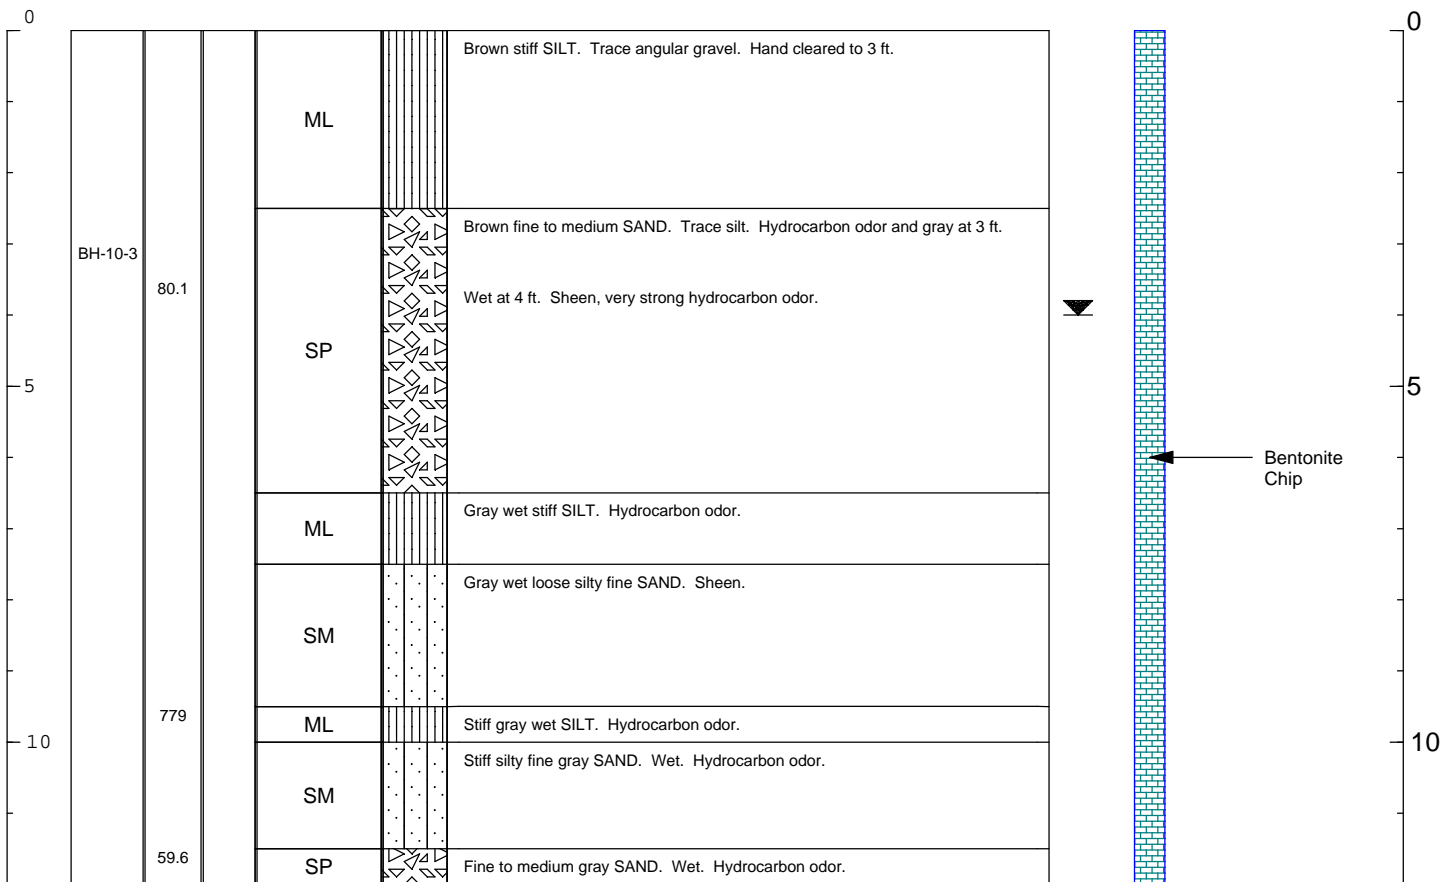 0
0
Brown stiff SILT.  Trace angular gravel.  Hand cleared to 3 ft.
ML
Brown fine to medium SAND.  Trace silt.  Hydrocarbon odor and gray at 3 ft.
BH-10-3
80.1
Wet at 4 ft.  Sheen, very strong hydrocarbon odor.
SP
5
5
Bentonite
Chip
Gray wet stiff SILT.  Hydrocarbon odor.
ML
Gray wet loose silty fine SAND.  Sheen.
SM
779
ML
Stiff gray wet SILT.  Hydrocarbon odor.
10
10
Stiff silty fine gray SAND.  Wet.  Hydrocarbon odor.
SM
59.6
SP
Fine to medium gray SAND.  Wet.  Hydrocarbon odor.